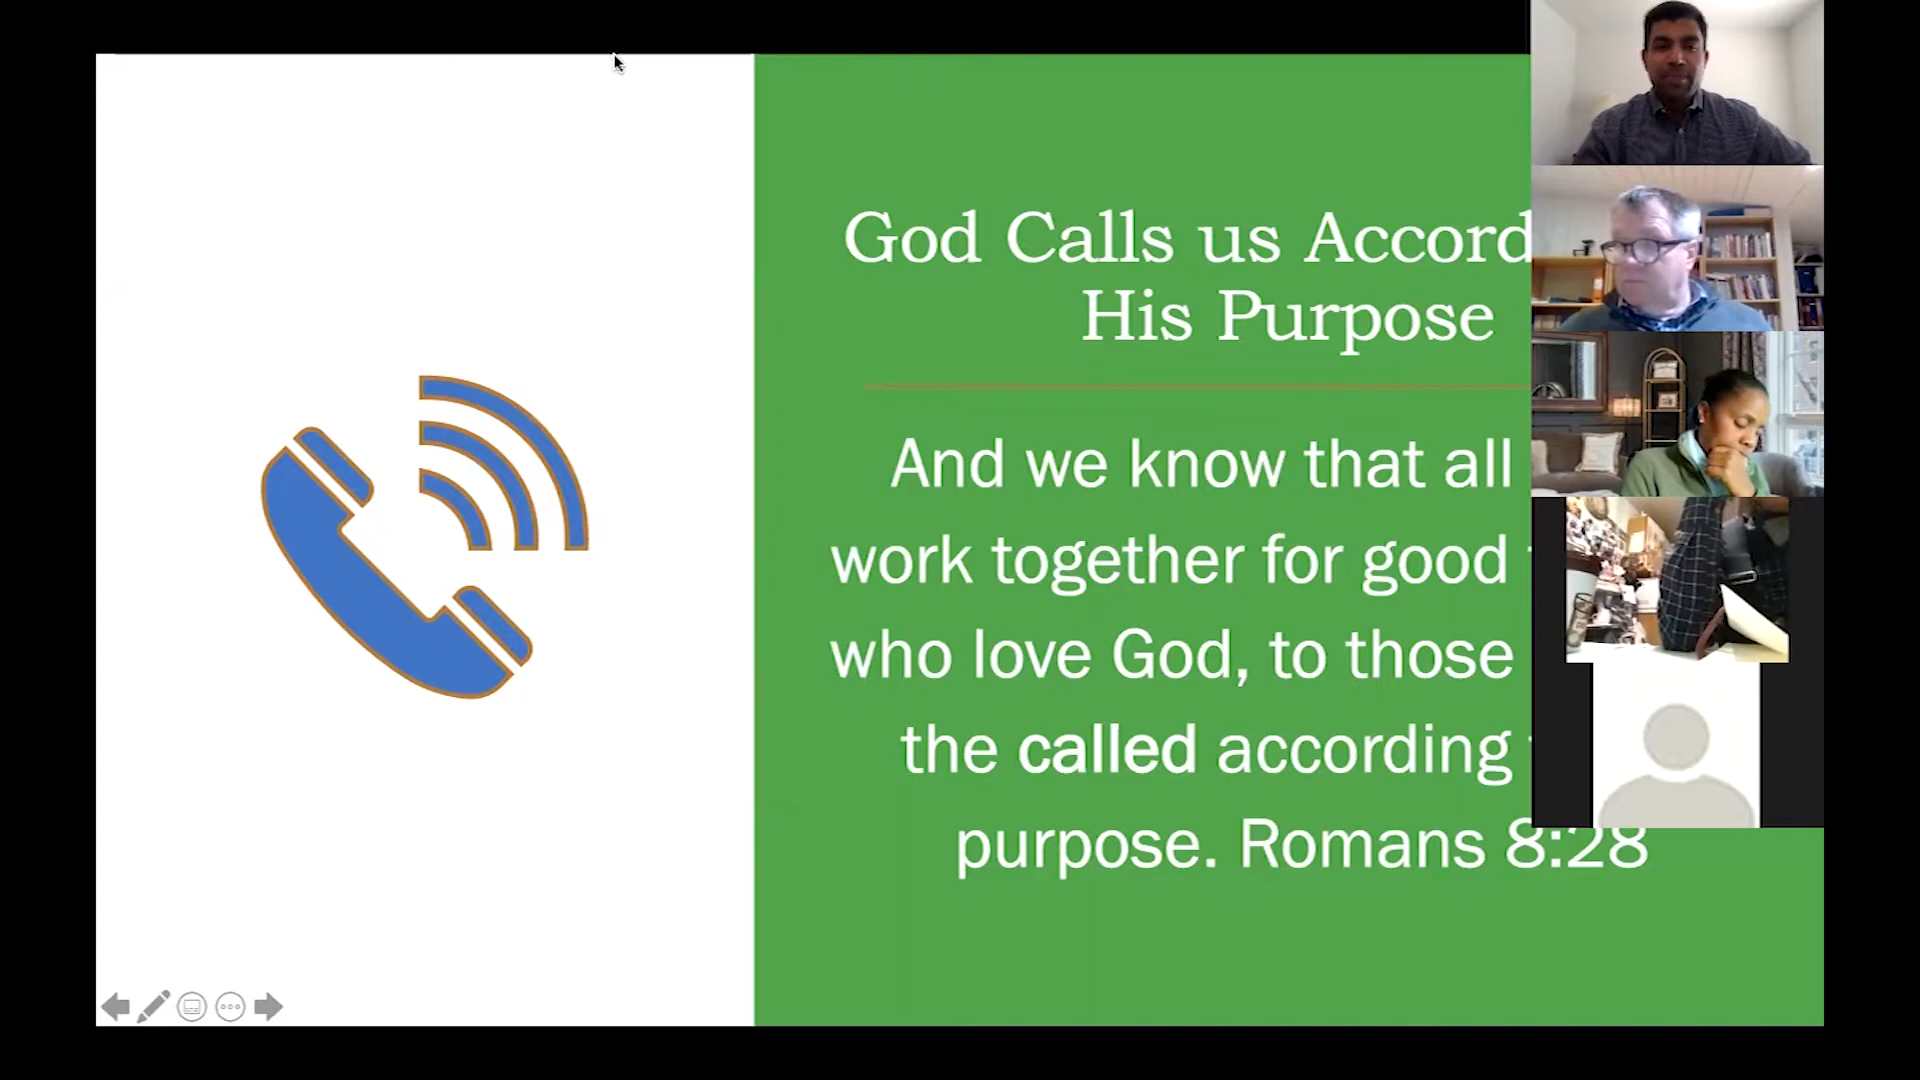 God Calls us Accord
His Purpose
And we know that all
work together for good
who love God, to those
the called according
purpose. Romans 8:28